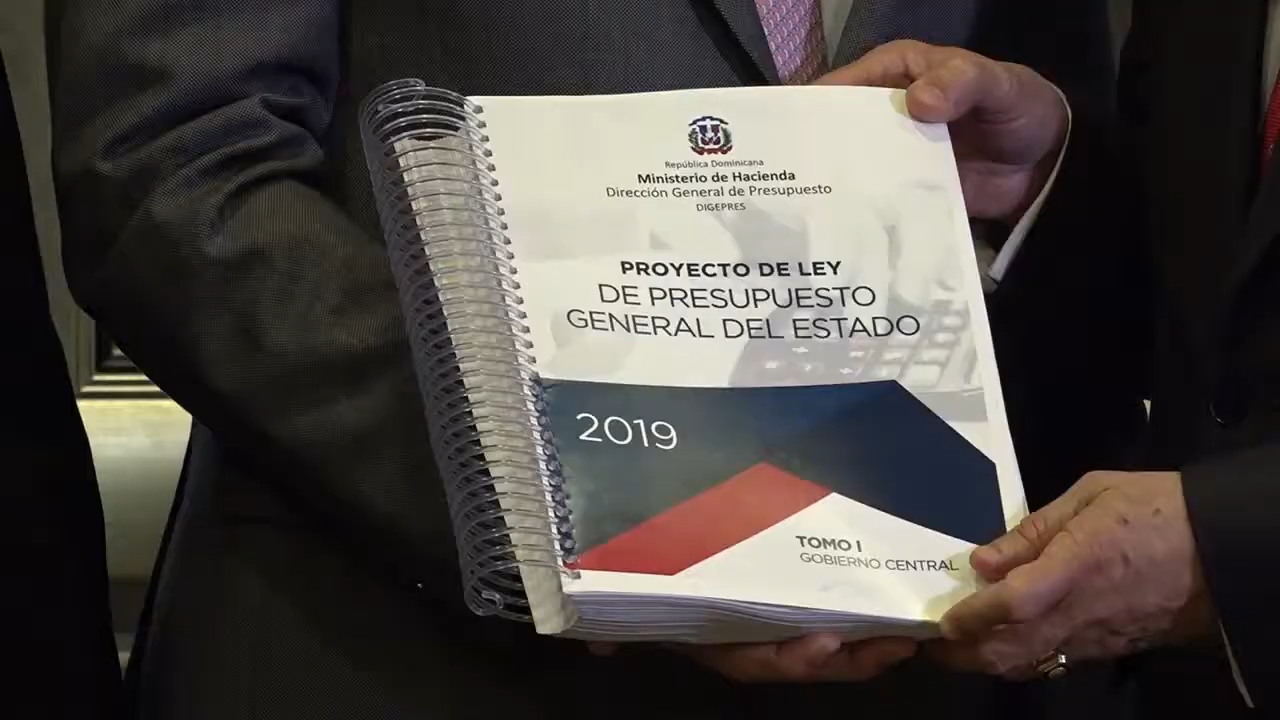 República Dominicana
Ministerio de Hacienda
Dirección General de Presupuesto
DIGEPRES
PROYECTO DE LEY
DE PRESUPUESTO
GENERAL DEL ESTADO
2019
TOMO I
GOBIERNO CENTRAL